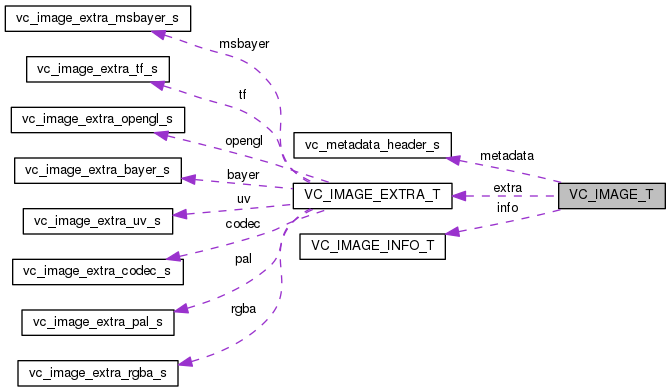 vc_image_extra_msbayer_s
msbayer
vc_image_extra_tf_s
tf
vc_image_extra_opengl_s
opengl
vc_metadata_header_s
metadata
vc_image_extra_bayer_s
bayer
VC_IMAGE_EXTRA_T
extra
VC_IMAGE_T
uv
info
vc_image_extra_uv_s
codec
VC_IMAGE_INFO_T
vc_image_extra_codec_s
pal
vc_image_extra_pal_s
rgba
vc_image_extra_rgba_s